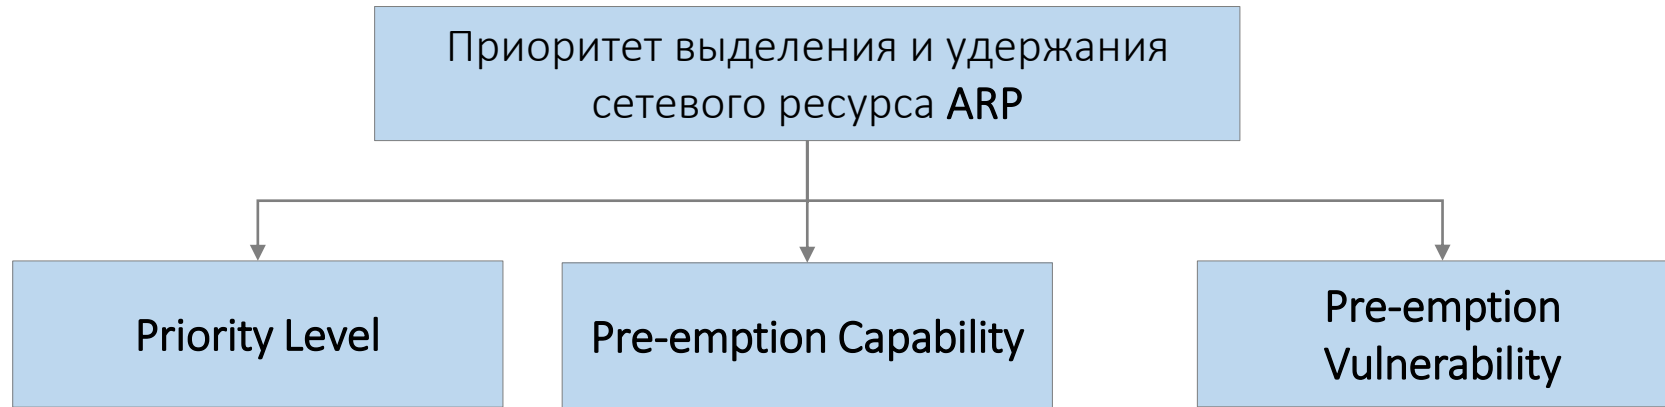 Приоритет выделения и удержания
сетевого ресурса ARP
Priority Level
Pre-emption Capability
Pre-emption
Vulnerability